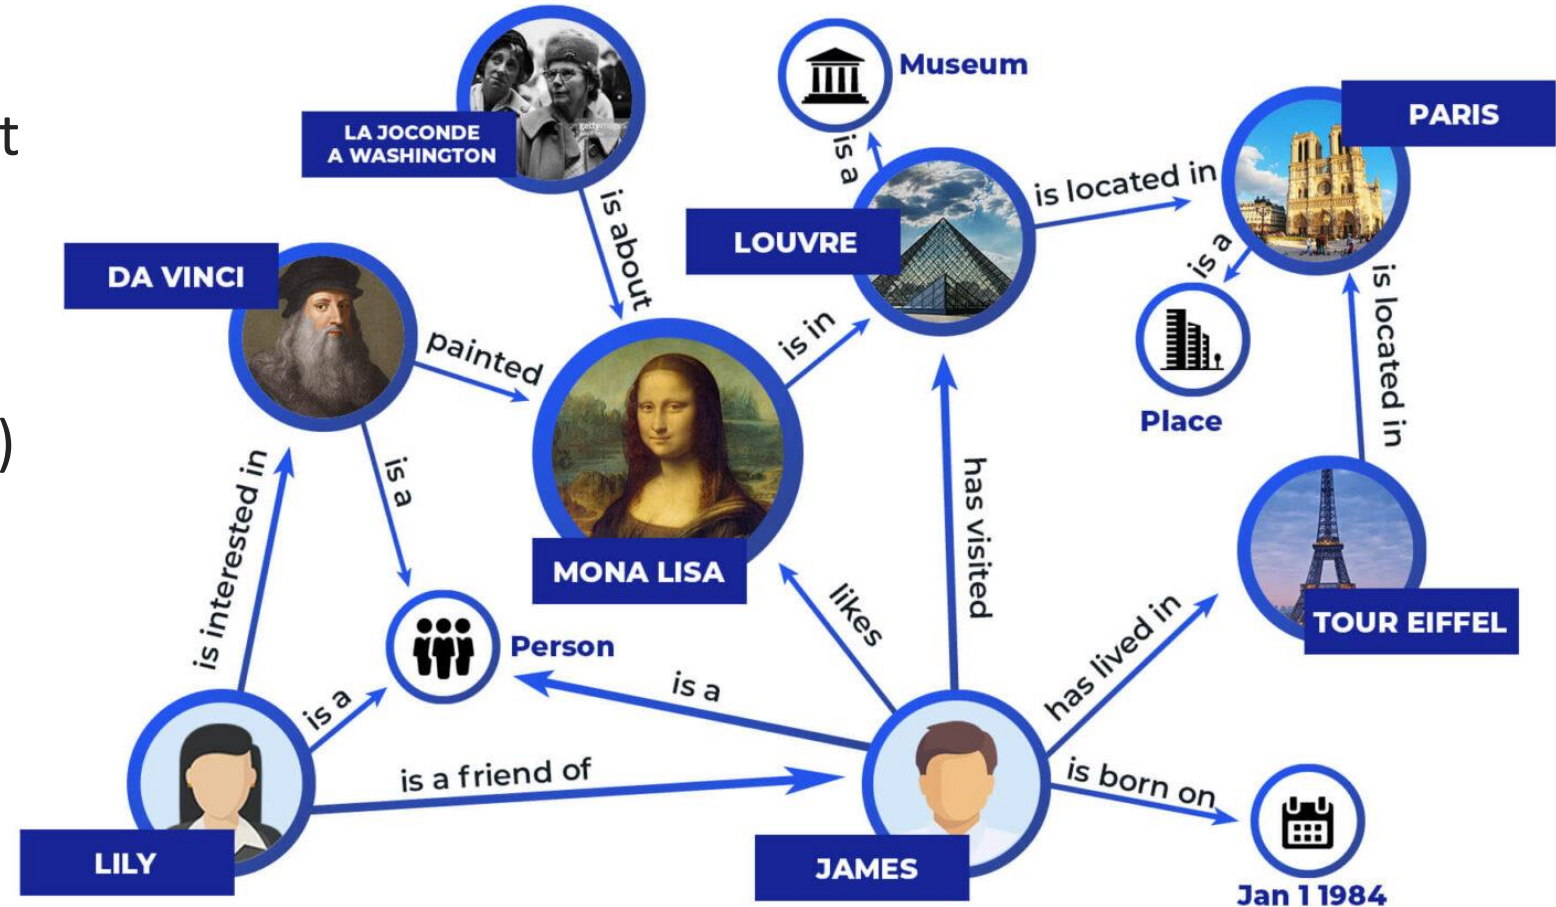 t
)
LA JOCONDE
A WASHINGTON
gettyimages
Museum
PARIS
is a
is located in
LOUVRE
is about
DA VINCI
is a
is located in
painted
is in
Place
is interested in
is a
has visited
MONA LISA
likes
TOUR EIFFEL
has lived in
Person
is a
is a
is a friend of
is born on
LILY
JAMES
Jan 1 1984